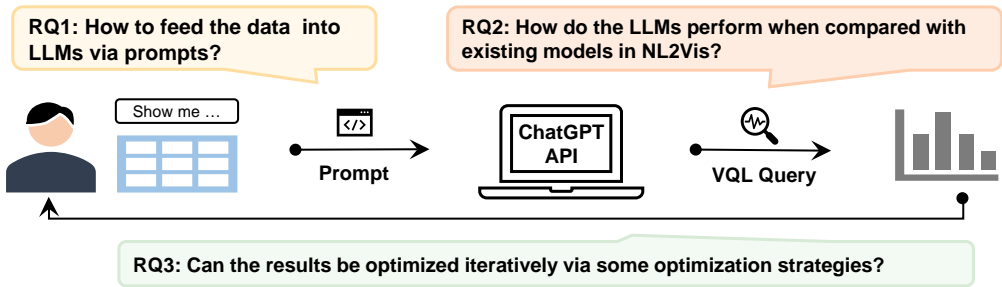 RQ1: How to feed the data into
LLMs via prompts?
RQ2: How do the LLMs perform when compared with
existing models in NL2Vis?
Show me …
</>
Prompt
ChatGPT
API
VQL Query
RQ3: Can the results be optimized iteratively via some optimization strategies?